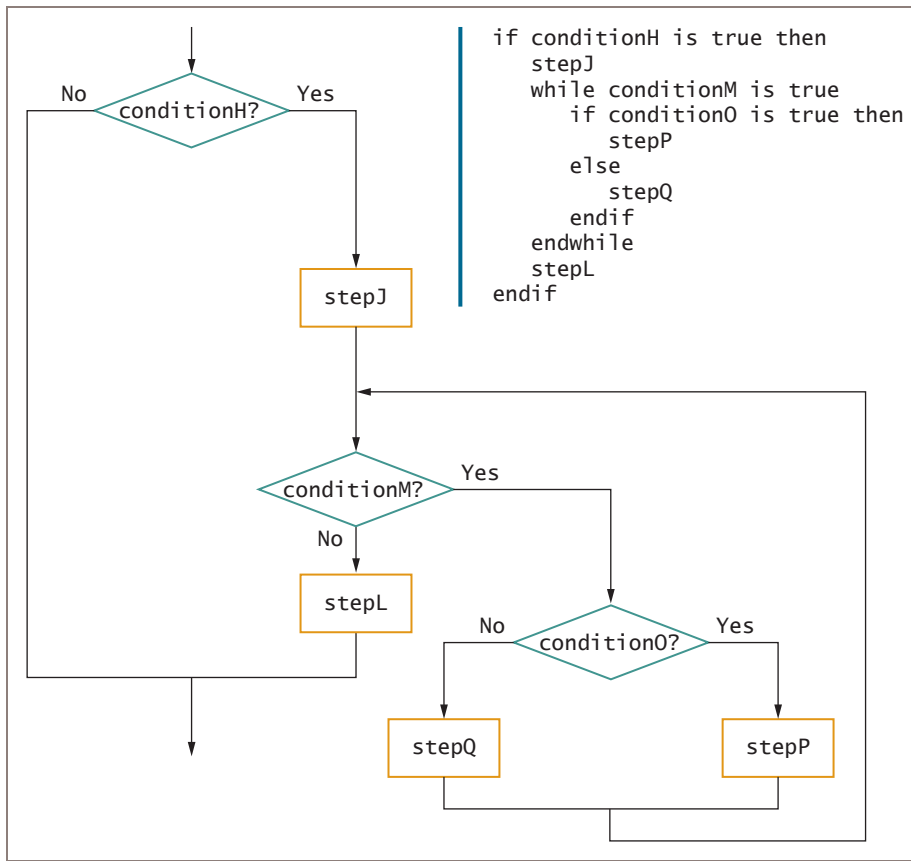 if conditionH is true then
stepJ
while conditionM is true
if conditionO is true then
stepP
else
stepQ
endif
endwhile
stepL
endif
No
conditionH?
Yes
stepJ
conditionM?
Yes
No
stepL
No
conditionO?
Yes
stepQ
stepP